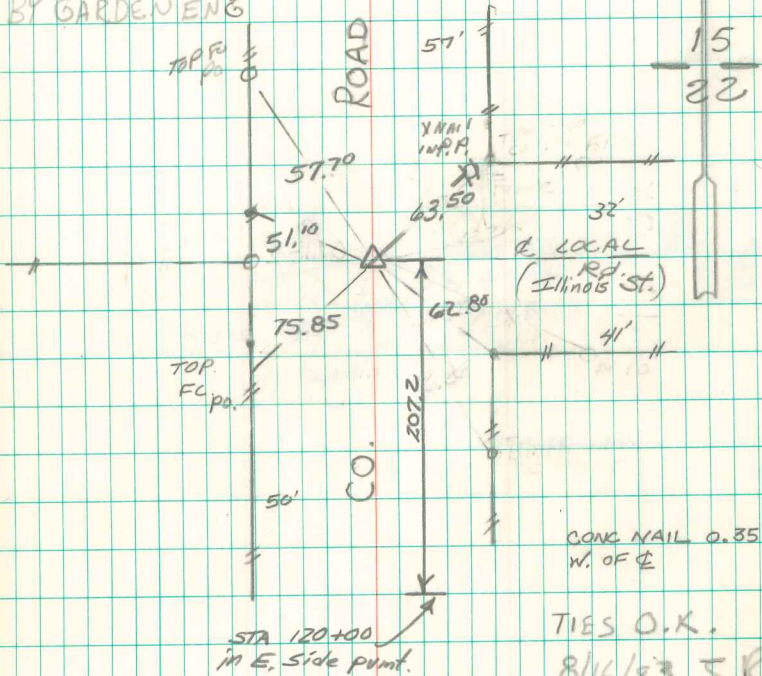 BY GARDEN ENG
TOP FC
po
57'
ROAD
15
22
XNML
in P.P.
57.70
63.50
32'
51.10
℄ LOCAL
Rd.
(Illinois St.)
75.85
62.80
41'
TOP
FC po.
207.2
CO.
50'
CONC NAIL 0.35
W. OF ℄
STA 120+00
in E. side pvmt.
TIES O.K.